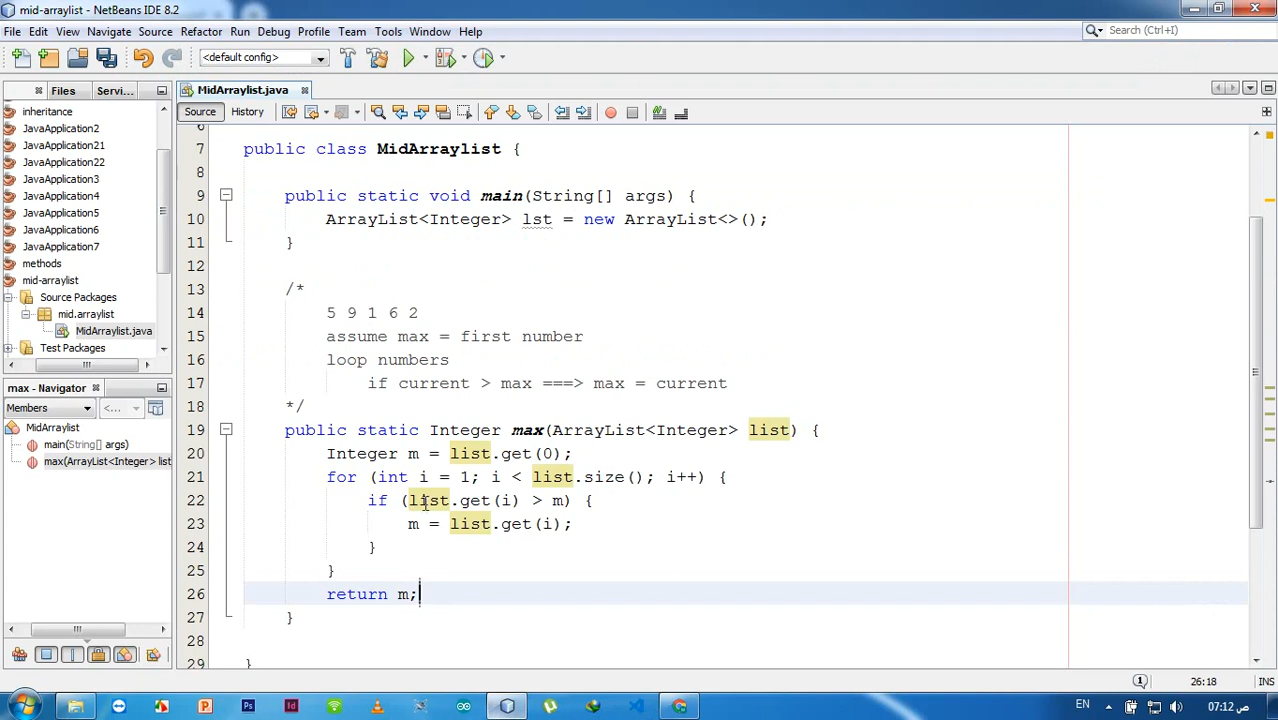 mid-arraylist - NetBeans IDE 8.2
File Edit View Navigate Source Refactor Run Debug Profile Team Tools Window Help
Search (Ctrl+I)
<default config>
Files Servi...
MidArraylist.java
Source History
inheritance
JavaApplication2
JavaApplication21
JavaApplication22
JavaApplication3
JavaApplication4
JavaApplication5
JavaApplication6
JavaApplication7
methods
mid-arraylist
Source Packages
mid.arraylist
MidArraylist.java
Test Packages
max - Navigator
Members <...
MidArraylist
main(String[] args)
max(ArrayList<Integer> list
6
7 public class MidArraylist {
8
9 public static void main(String[] args) {
10 ArrayList<Integer> lst = new ArrayList<>();
11 }
12
13 /*
14 5 9 1 6 2
15 assume max = first number
16 loop numbers
17 if current > max ===> max = current
18 */
19 public static Integer max(ArrayList<Integer> list) {
20 Integer m = list.get(0);
21 for (int i = 1; i < list.size(); i++) {
22 if (list.get(i) > m) {
23 m = list.get(i);
24 }
25 }
26 return m;
27 }
28
29 }
26:18 INS
EN 07:12 ص